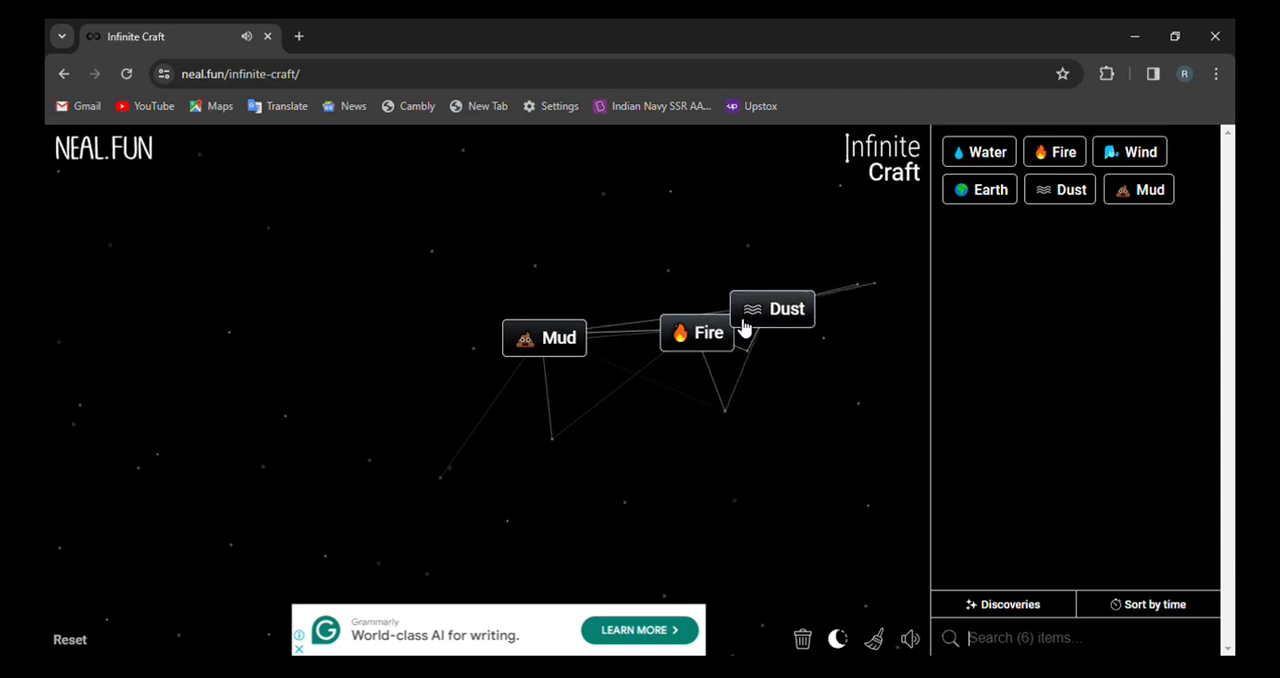 Infinite Craft
neal.fun/infinite-craft/
R
Gmail YouTube Maps Translate News Cambly New Tab Settings Indian Navy SSR AA... up Upstox
NEAL.FUN
Infinite
Craft
Water Fire Wind
Earth Dust Mud
Dust
Fire
Mud
Grammarly
World-class AI for writing.
LEARN MORE >
Reset
Discoveries Sort by time
Search (6) items...